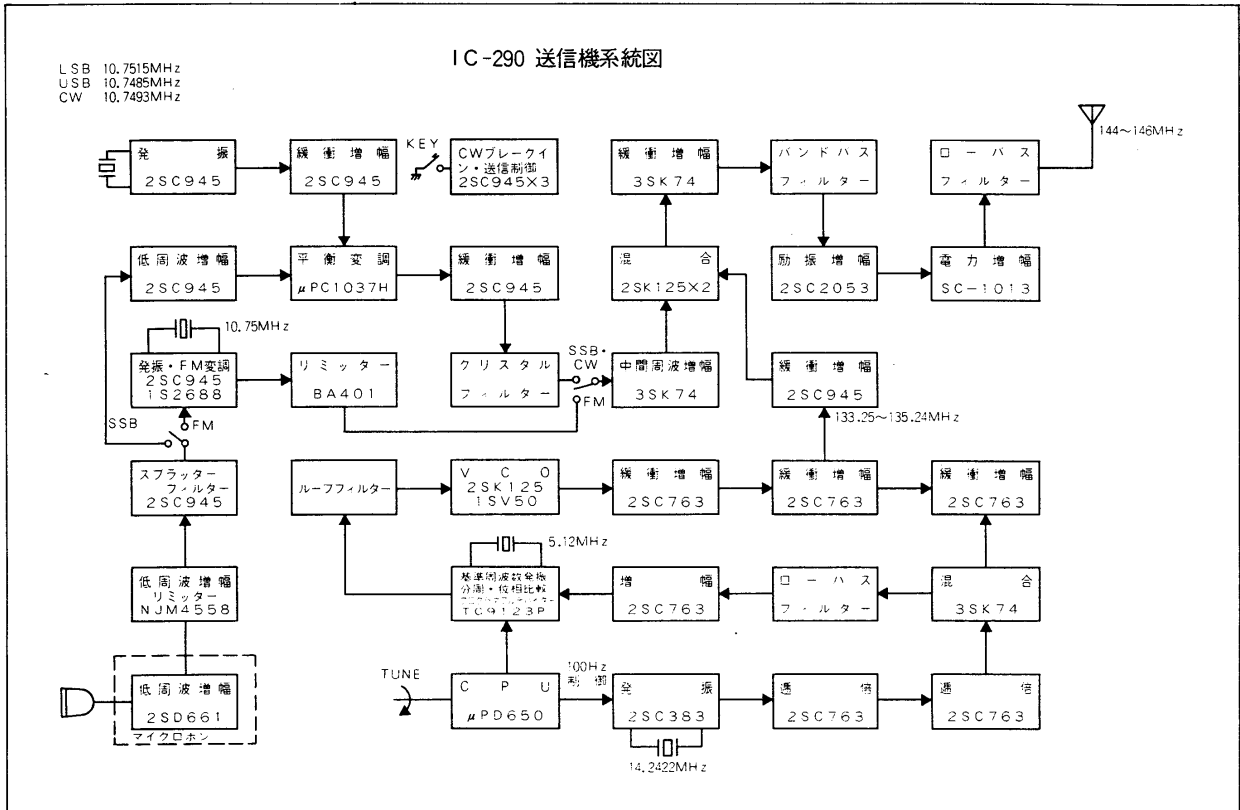 IC-290 送信機系統図
LSB 10.7515MHz
USB 10.7485MHz
CW 10.7493MHz
発振
2SC945
緩衝増幅
2SC945
KEY
CWブレークイ
ン・送信制御
2SC945X3
緩衝増幅
3SK74
バンドパス
フィルター
ローパス
フィルター
144〜146MHz
低周波増幅
2SC945
平衡変調
μPC1037H
緩衝増幅
2SC945
混合
2SK125X2
励振増幅
2SC2053
電力増幅
SC-1013
10.75MHz
発振・FM変調
2SC945
1S2688
リミッター
BA401
クリスタル
フィルター
SSB・
CW
FM
中間周波増幅
3SK74
緩衝増幅
2SC945
133.25〜135.24MHz
SSB
FM
スプラッター
フィルター
2SC945
ループフィルター
VCO
2SK125
1SV50
緩衝増幅
2SC763
緩衝増幅
2SC763
緩衝増幅
2SC763
5.12MHz
低周波増幅
リミッター
NJM4558
基準周波数発振
分周・位相比較
TC9123P
増幅
2SC763
ローパス
フィルター
混合
3SK74
低周波増幅
2SD661
マイクロホン
TUNE
CPU
μPD650
100Hz
制御
発振
2SC383
逓倍
2SC763
逓倍
2SC763
14.2422MHz